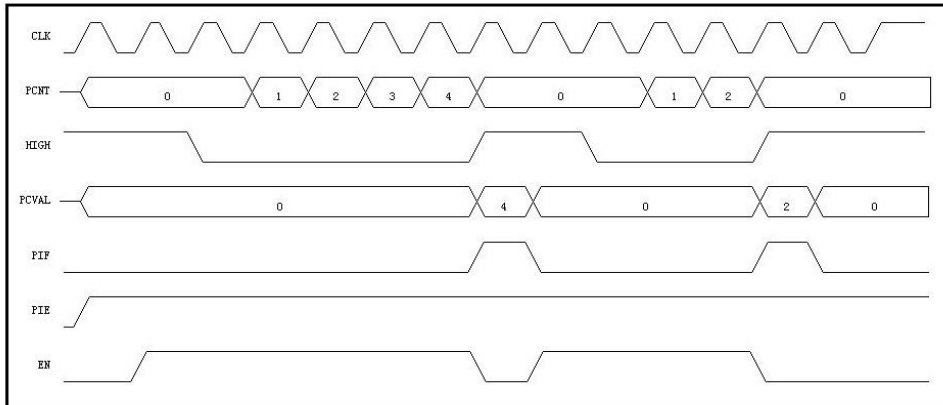 CLK
PCNT 0 1 2 3 4 0 1 2 0
HIGH
PCVAL 0 4 0 2 0
PIF
PIE
EN